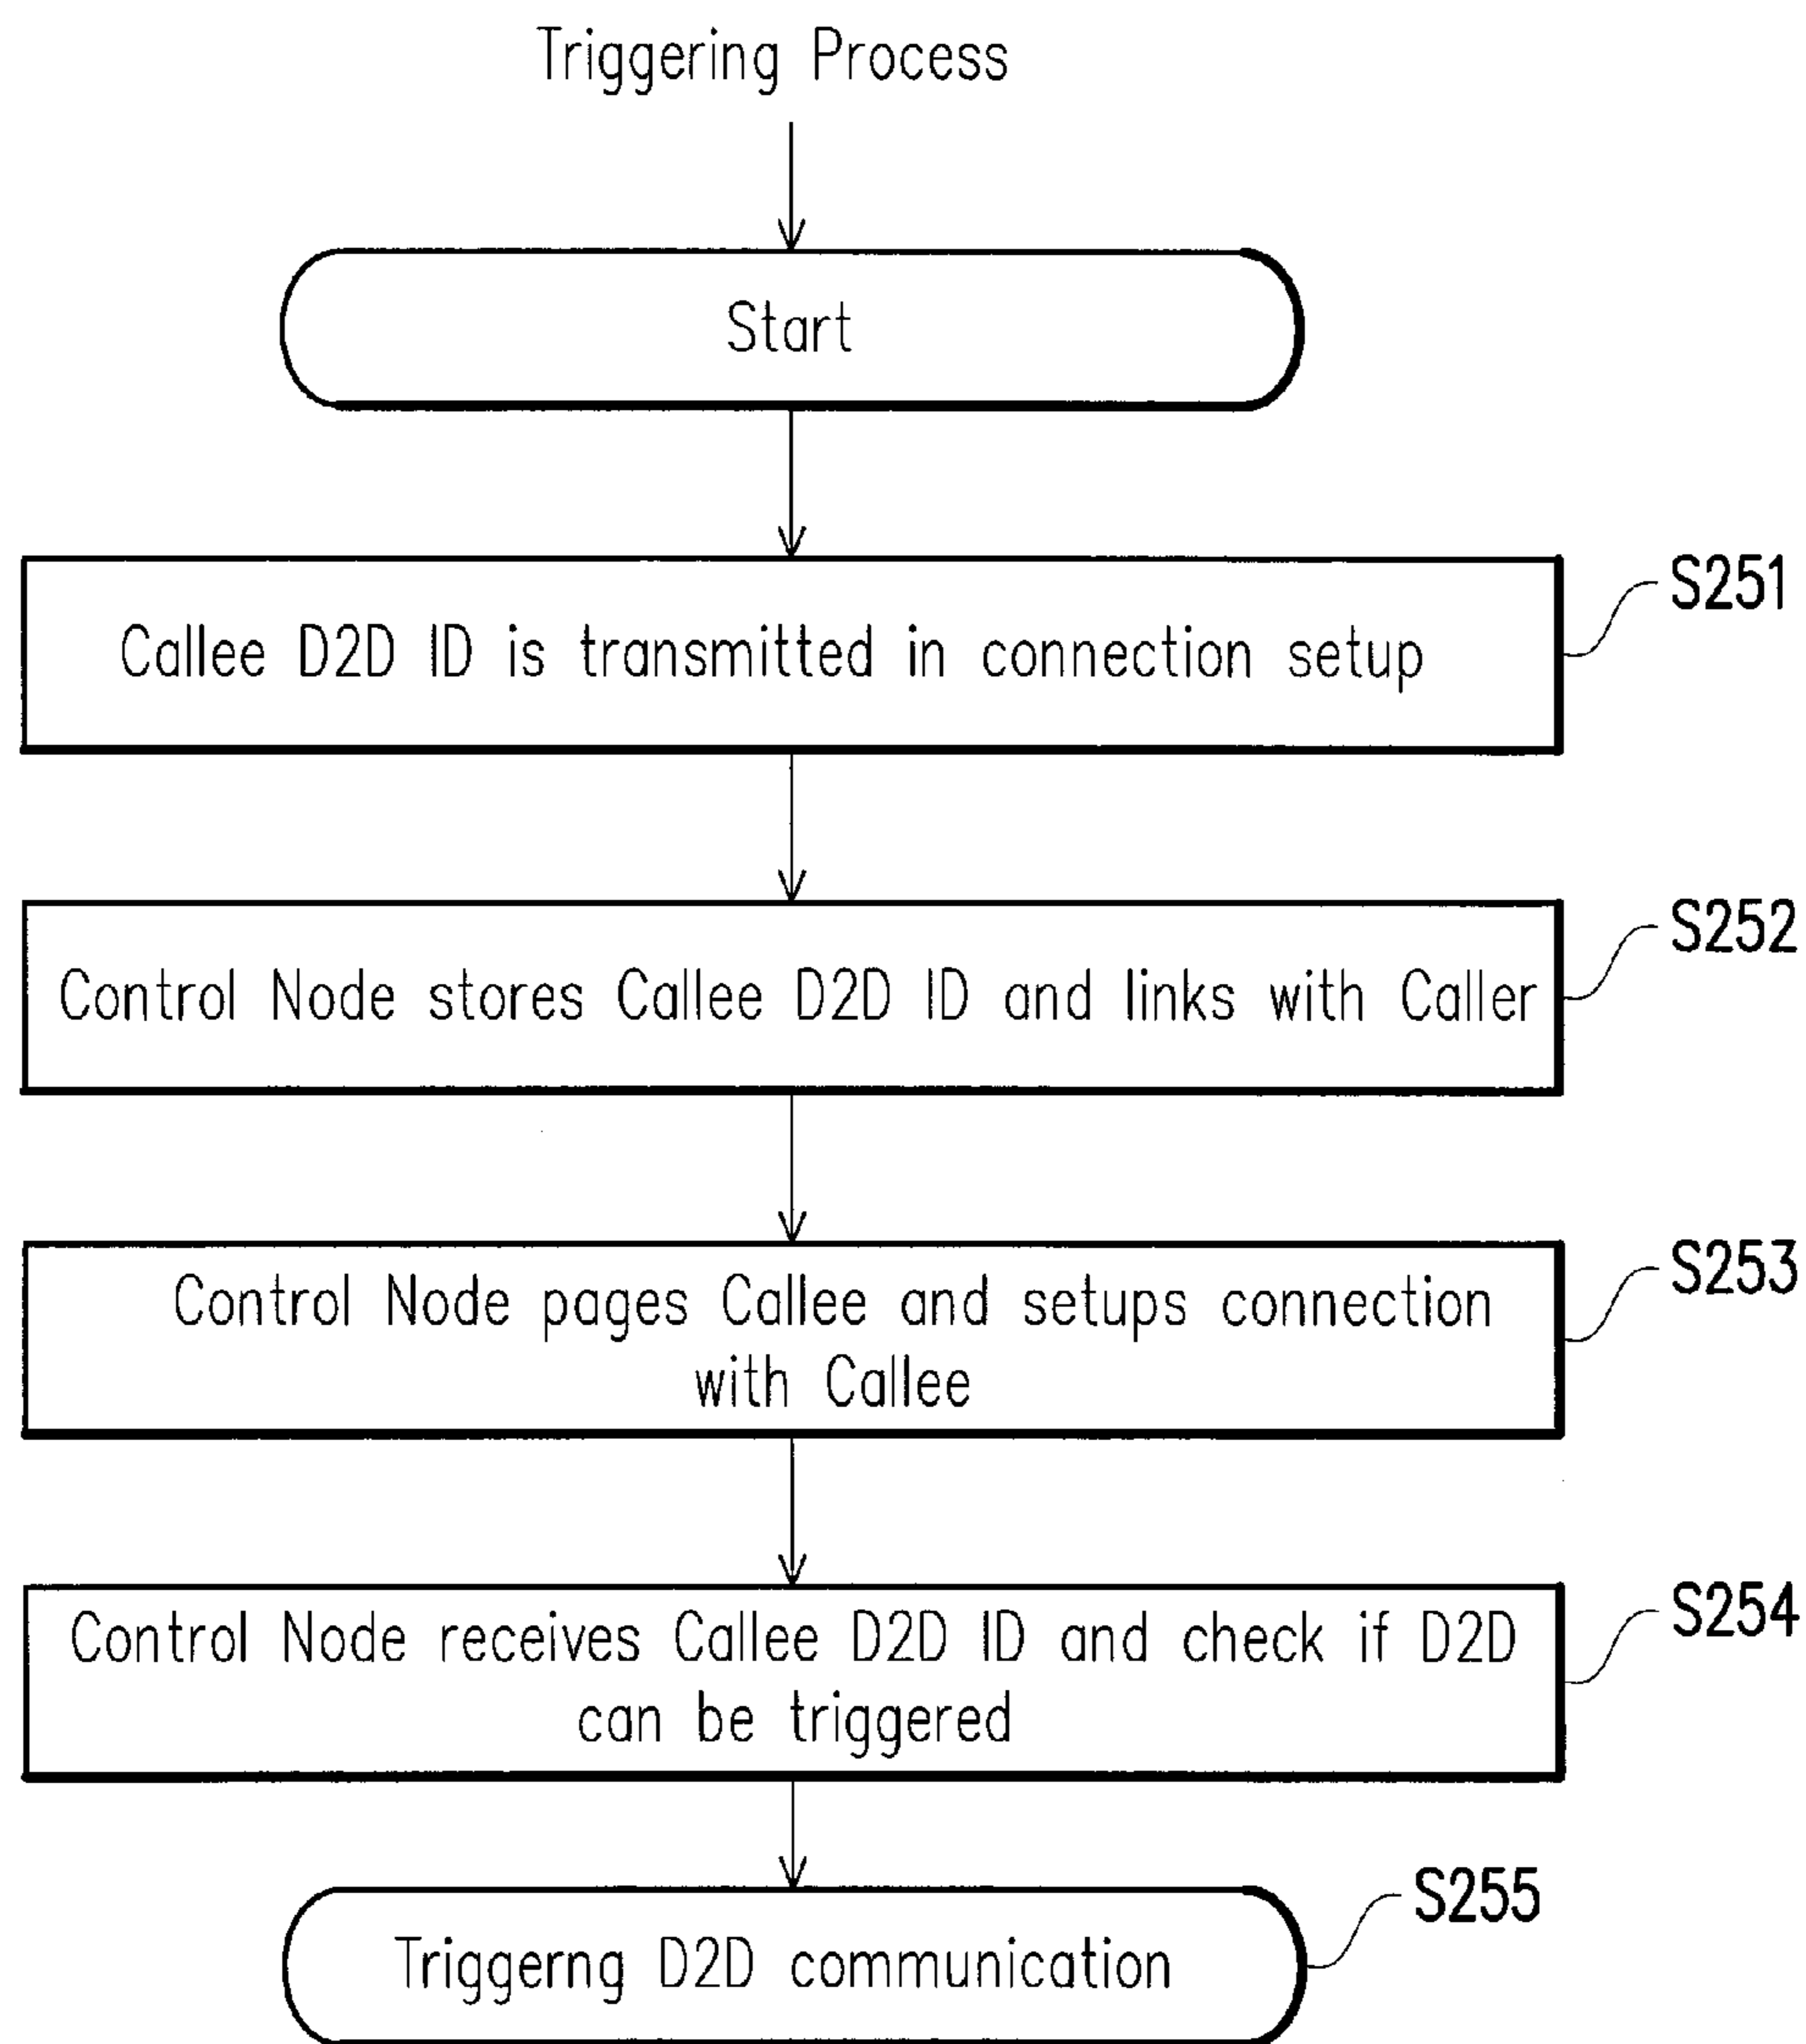 Triggering Process
Start
Callee D2D ID is transmitted in connection setup
S251
Control Node stores Callee D2D ID and links with Caller
S252
Control Node pages Callee and setups connection
with Callee
S253
Control Node receives Callee D2D ID and check if D2D
can be triggered
S254
Triggerng D2D communication
S255